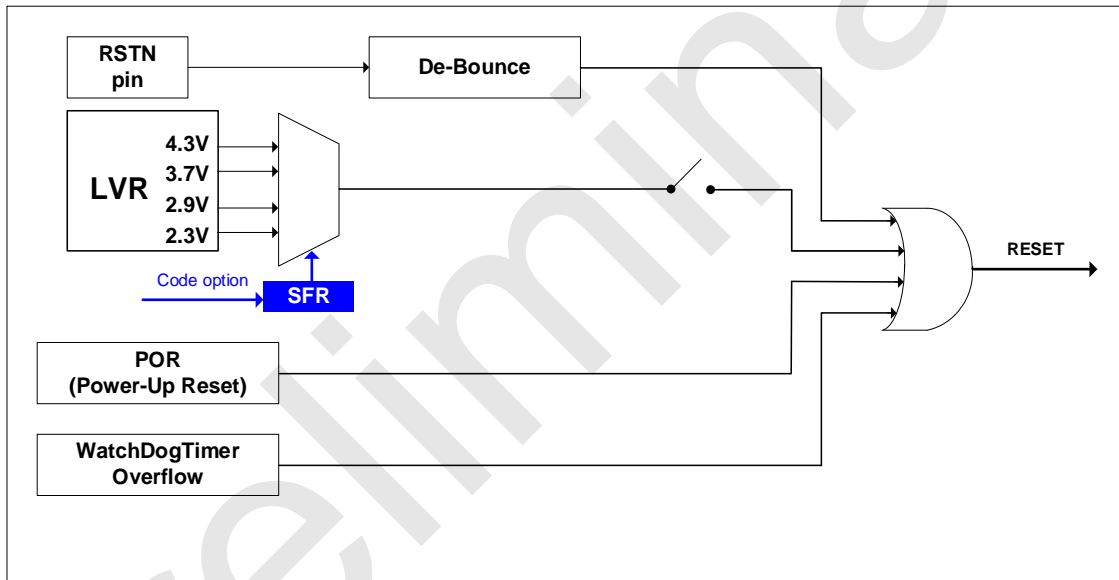 RSTN
pin
De-Bounce
LVR
4.3V
3.7V
2.9V
2.3V
Code option
SFR
RESET
POR
(Power-Up Reset)
WatchDogTimer
Overflow